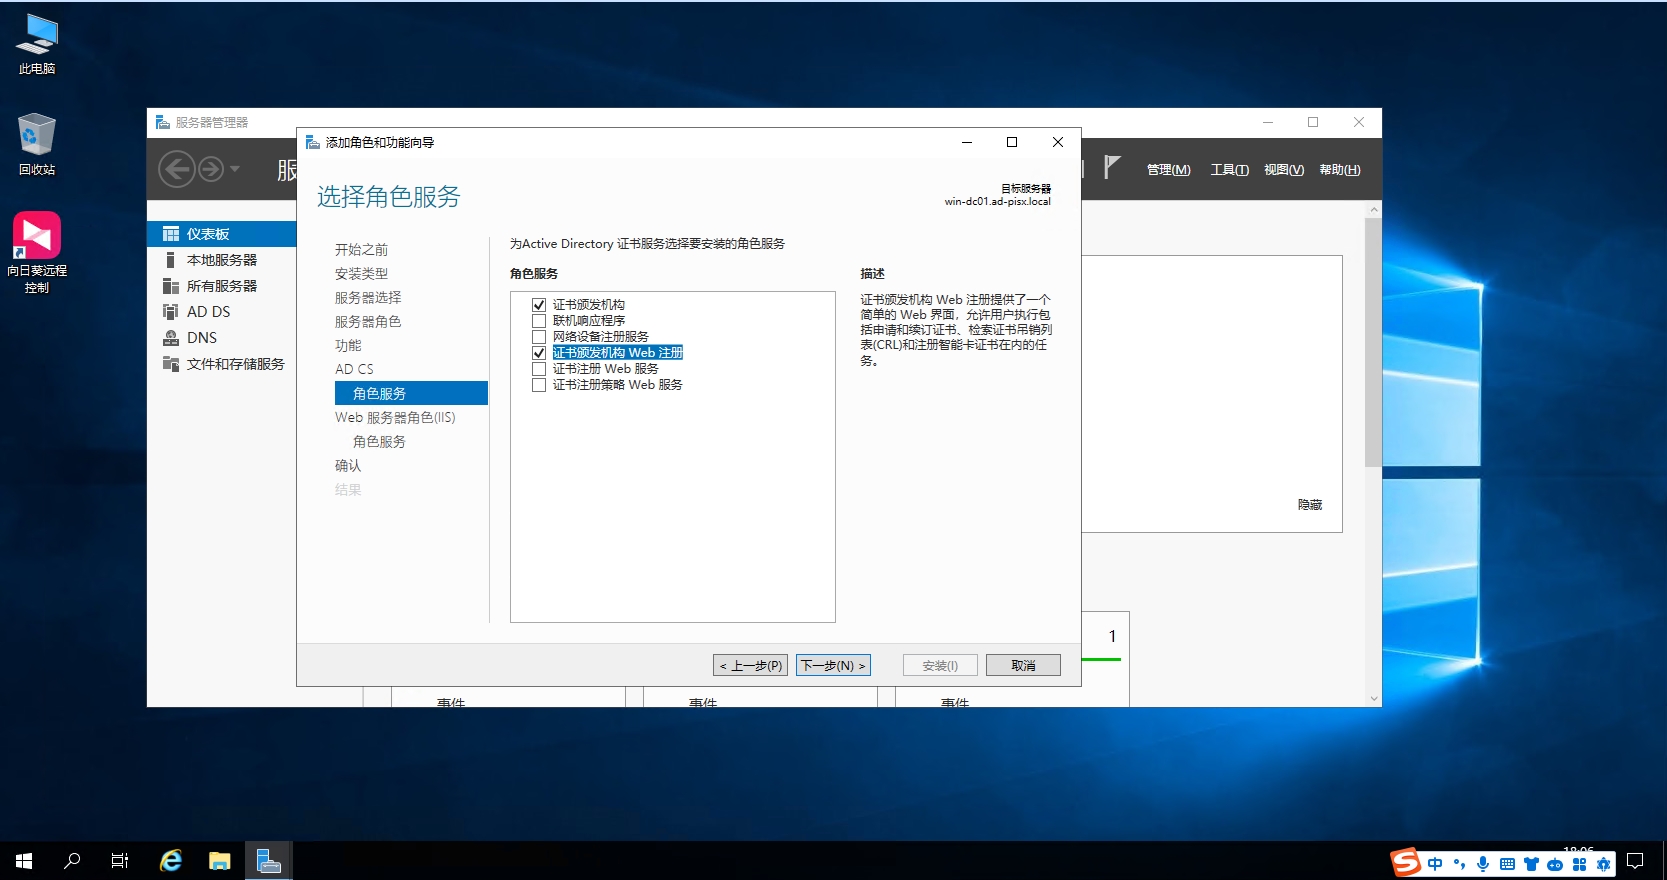 此电脑
回收站
向日葵远程
控制
服务器管理器
服
管理(M)
工具(T)
视图(V)
帮助(H)
仪表板
本地服务器
所有服务器
AD DS
DNS
文件和存储服务
隐藏
1
事件
事件
事件
添加角色和功能向导
选择角色服务
目标服务器
win-dc01.ad-pisx.local
开始之前
安装类型
服务器选择
服务器角色
功能
AD CS
角色服务
Web 服务器角色(IIS)
角色服务
确认
结果
为Active Directory 证书服务选择要安装的角色服务
角色服务
证书颁发机构
联机响应程序
网络设备注册服务
证书颁发机构 Web 注册
证书注册 Web 服务
证书注册策略 Web 服务
描述
证书颁发机构 Web 注册提供了一个
简单的 Web 界面，允许用户执行包
括申请和续订证书、检索证书吊销列
表(CRL)和注册智能卡证书在内的任
务。
< 上一步(P)
下一步(N) >
安装(I)
取消
中
18:06